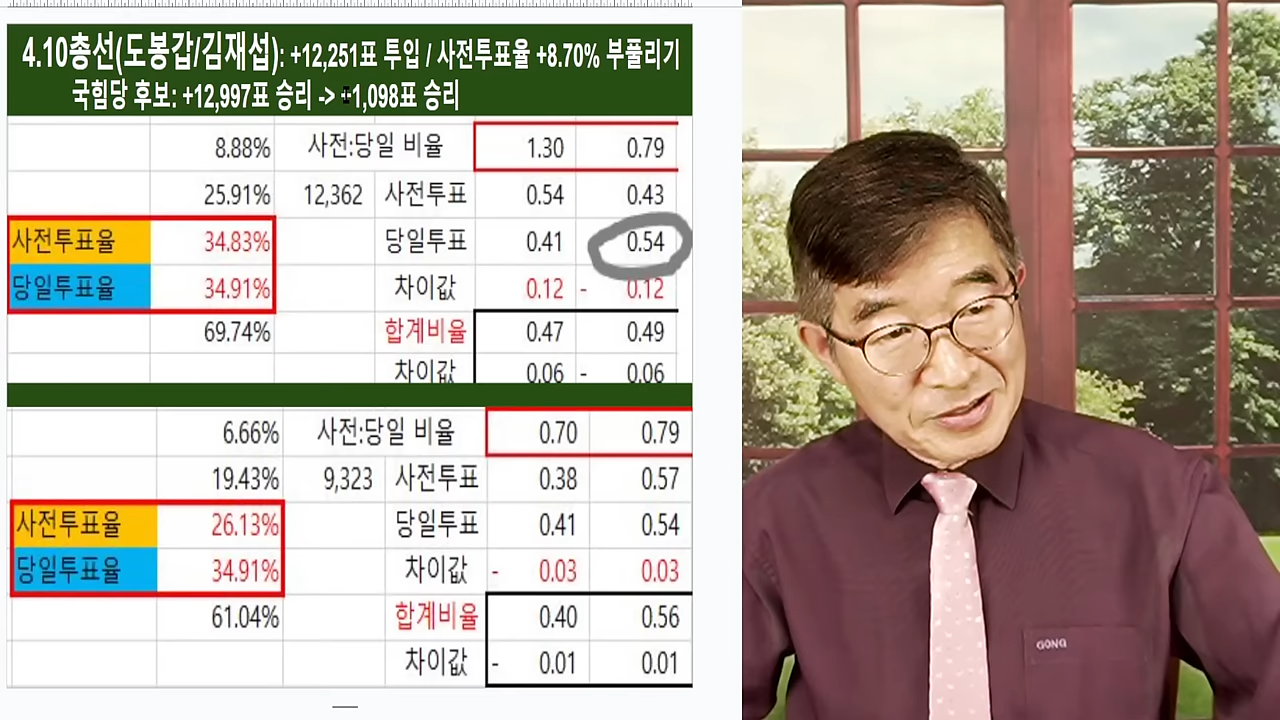 4.10총선(도봉갑/김재섭): +12,251표 투입 / 사전투표율 +8.70% 부풀리기
국힘당 후보: +12,997표 승리 -> +1,098표 승리
8.88% 사전:당일 비율 1.30 0.79
25.91% 12,362 사전투표 0.54 0.43
사전투표율 34.83% 당일투표 0.41 0.54
당일투표율 34.91% 차이값 0.12 - 0.12
69.74% 합계비율 0.47 0.49
차이값 0.06 - 0.06
6.66% 사전:당일 비율 0.70 0.79
19.43% 9,323 사전투표 0.38 0.57
사전투표율 26.13% 당일투표 0.41 0.54
당일투표율 34.91% 차이값 - 0.03 0.03
61.04% 합계비율 0.40 0.56
차이값 - 0.01 0.01
GONG